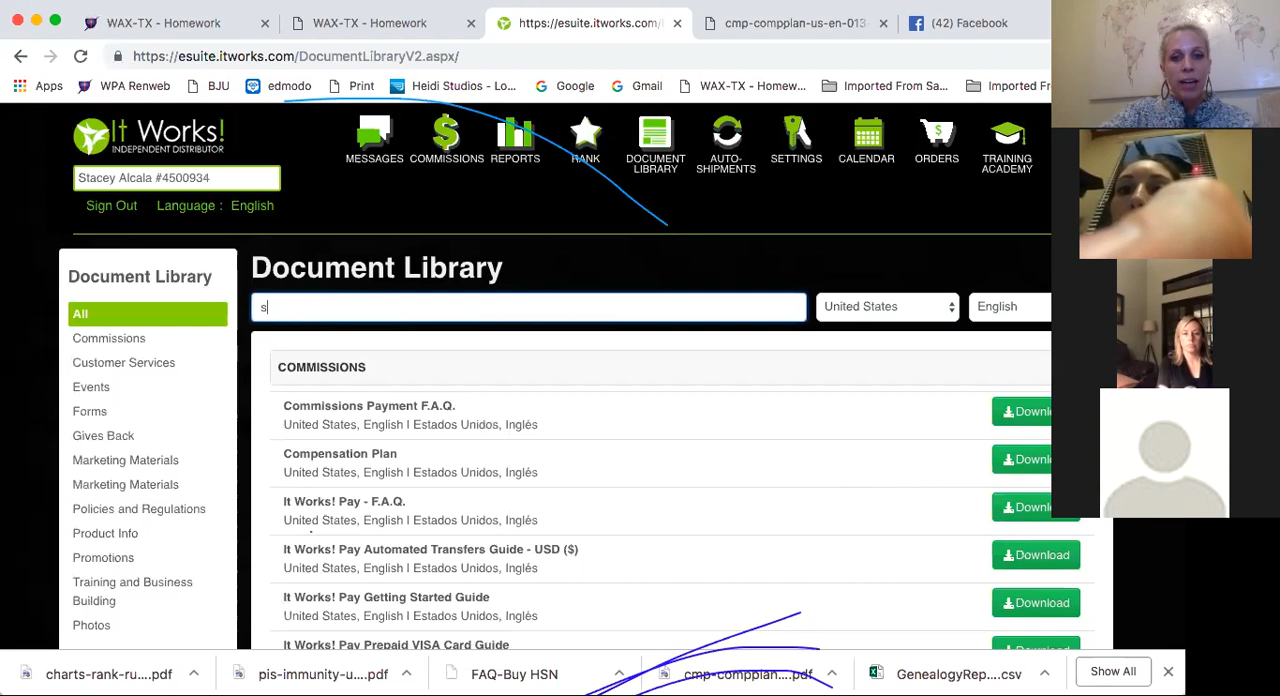 WAX-TX - Homework
WAX-TX - Homework
https://esuite.itworks.com/
cmp-compplan-us-en-013-
(42) Facebook
https://esuite.itworks.com/DocumentLibraryV2.aspx/
Apps
WPA Renweb
BJU
edmodo
Print
Heidi Studios - Lo...
Google
Gmail
WAX-TX - Homew...
Imported From Sa...
Imported Fr
It Works!
INDEPENDENT DISTRIBUTOR
MESSAGES
COMMISSIONS
REPORTS
RANK
DOCUMENT
LIBRARY
AUTO-
SHIPMENTS
SETTINGS
CALENDAR
ORDERS
TRAINING
ACADEMY
Stacey Alcala #4500934
Sign Out Language : English
Document Library
All
Commissions
Customer Services
Events
Forms
Gives Back
Marketing Materials
Marketing Materials
Policies and Regulations
Product Info
Promotions
Training and Business
Building
Photos
Document Library
s
United States
English
COMMISSIONS
Commissions Payment F.A.Q.
United States, English I Estados Unidos, Inglés
Downl
Compensation Plan
United States, English I Estados Unidos, Inglés
Downl
It Works! Pay - F.A.Q.
United States, English I Estados Unidos, Inglés
Downl
It Works! Pay Automated Transfers Guide - USD ($)
United States, English I Estados Unidos, Inglés
Download
It Works! Pay Getting Started Guide
United States, English I Estados Unidos, Inglés
Download
It Works! Pay Prepaid VISA Card Guide
charts-rank-ru....pdf
pis-immunity-u....pdf
FAQ-Buy HSN
cmp-compplan....pdf
GenealogyRep....csv
Show All